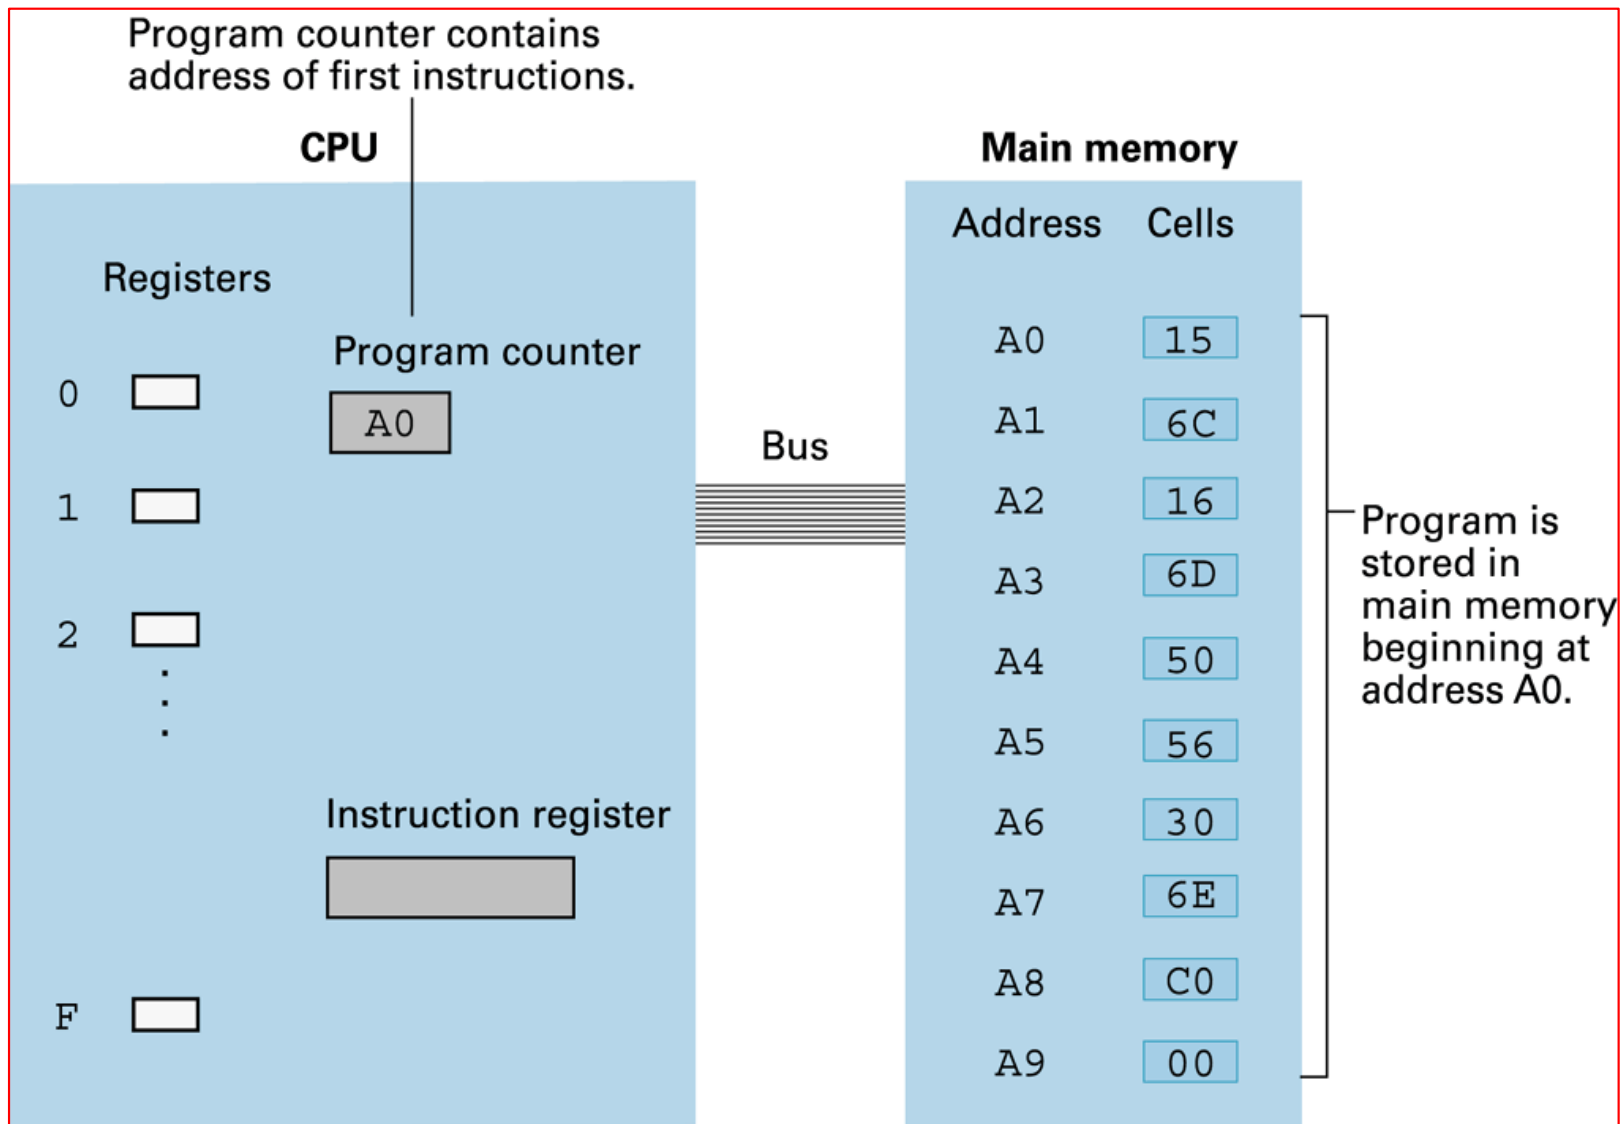 Program counter contains
address of first instructions.
CPU
Main memory
Registers
Program counter
A0
0
1
2
Instruction register
F
Bus
Address Cells
A0 15
A1 6C
A2 16
A3 6D
A4 50
A5 56
A6 30
A7 6E
A8 C0
A9 00
Program is
stored in
main memory
beginning at
address A0.